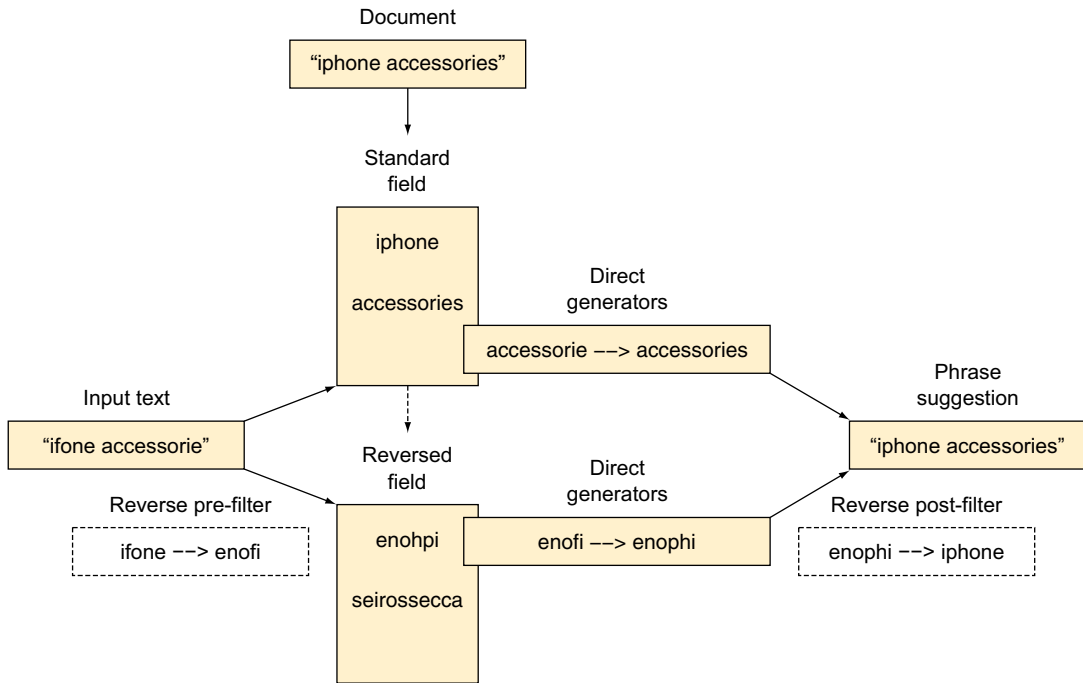 Document
“iphone accessories”
Standard
field
iphone
accessories
Direct
generators
accessorie −−> accessories
Input text
“ifone accessorie”
Phrase
suggestion
“iphone accessories”
Reversed
field
Direct
generators
Reverse pre-filter
ifone −−> enofi
enohpi
seirossecca
enofi −−> enophi
Reverse post-filter
enophi −−> iphone